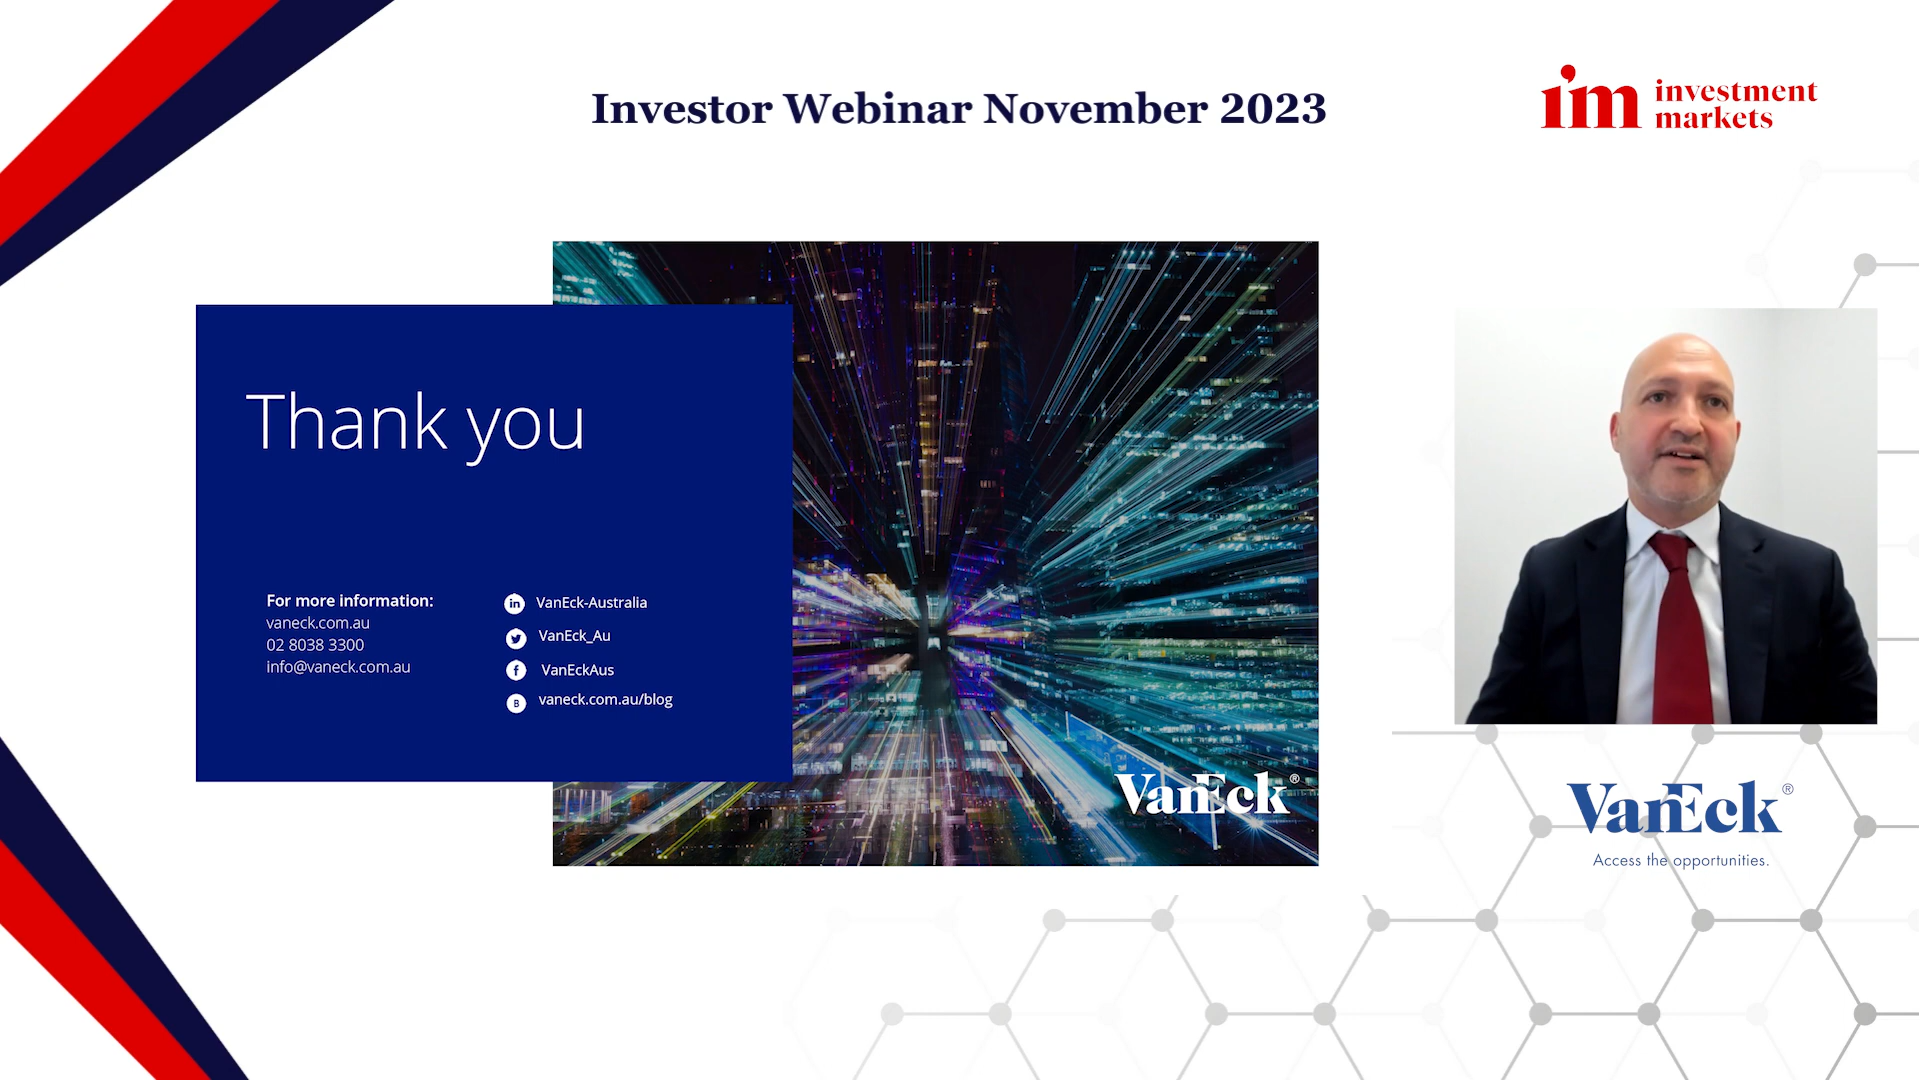 Investor Webinar November 2023
im investment
markets
Thank you
For more information:
vaneck.com.au
02 8038 3300
info@vaneck.com.au
in VanEck-Australia
VanEck_Au
f VanEckAus
B vaneck.com.au/blog
VanEck®
VanEck®
Access the opportunities.